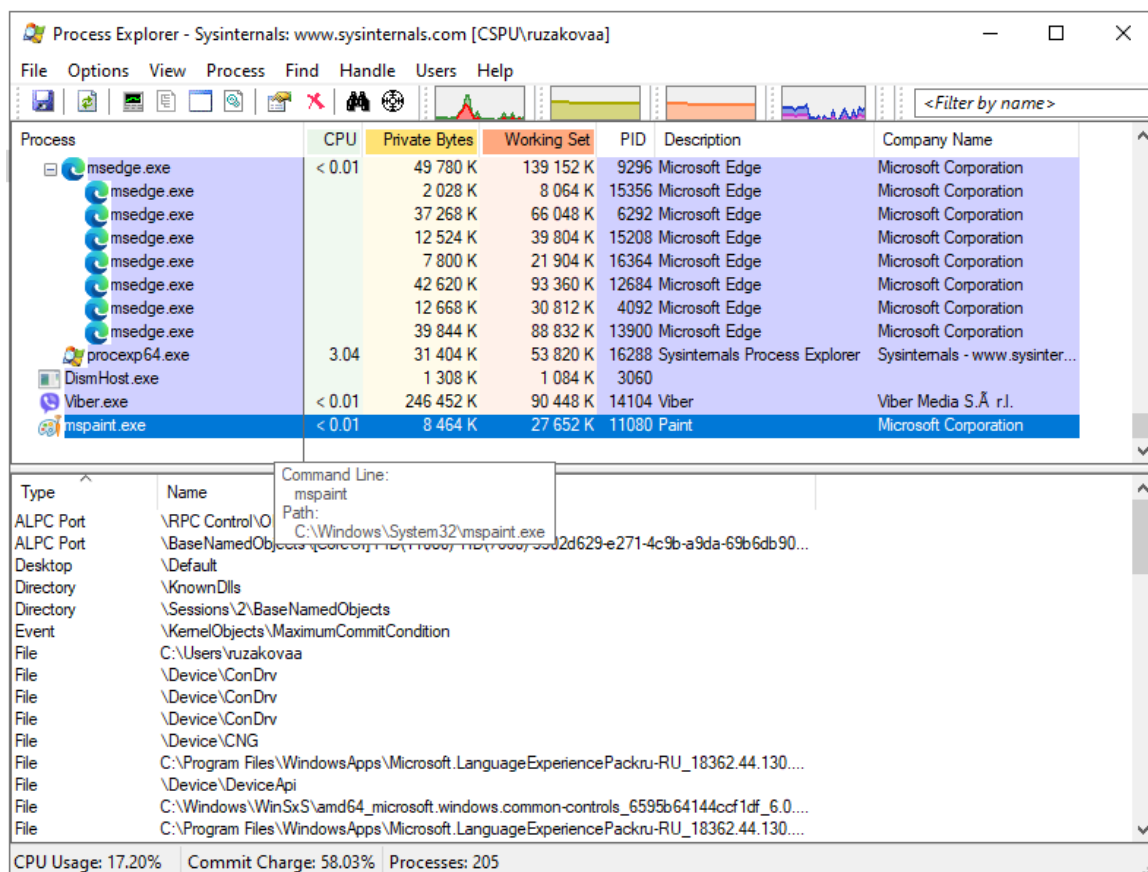 Process Explorer - Sysinternals: www.sysinternals.com [CSPU\ruzakovaa]
File Options View Process Find Handle Users Help
<Filter by name>
Process CPU Private Bytes Working Set PID Description Company Name
msedge.exe < 0.01 49 780 K 139 152 K 9296 Microsoft Edge Microsoft Corporation
msedge.exe 2 028 K 8 064 K 15356 Microsoft Edge Microsoft Corporation
msedge.exe 37 268 K 66 048 K 6292 Microsoft Edge Microsoft Corporation
msedge.exe 12 524 K 39 804 K 15208 Microsoft Edge Microsoft Corporation
msedge.exe 7 800 K 21 904 K 16364 Microsoft Edge Microsoft Corporation
msedge.exe 42 620 K 93 360 K 12684 Microsoft Edge Microsoft Corporation
msedge.exe 12 668 K 30 812 K 4092 Microsoft Edge Microsoft Corporation
msedge.exe 39 844 K 88 832 K 13900 Microsoft Edge Microsoft Corporation
procexp64.exe 3.04 31 404 K 53 820 K 16288 Sysinternals Process Explorer Sysinternals - www.sysinter...
DismHost.exe 1 308 K 1 084 K 3060
Viber.exe < 0.01 246 452 K 90 448 K 14104 Viber Viber Media S.Ã r.l.
mspaint.exe < 0.01 8 464 K 27 652 K 11080 Paint Microsoft Corporation
Command Line:
mspaint
Path:
C:\Windows\System32\mspaint.exe
Type Name
ALPC Port \RPC Control\O
ALPC Port \BaseNamedObjects 9302d629-e271-4c9b-a9da-69b6db90...
Desktop \Default
Directory \KnownDlls
Directory \Sessions\2\BaseNamedObjects
Event \KernelObjects\MaximumCommitCondition
File C:\Users\ruzakovaa
File \Device\ConDrv
File \Device\ConDrv
File \Device\ConDrv
File \Device\CNG
File C:\Program Files\WindowsApps\Microsoft.LanguageExperiencePackru-RU_18362.44.130....
File \Device\DeviceApi
File C:\Windows\WinSxS\amd64_microsoft.windows.common-controls_6595b64144ccf1df_6.0....
File C:\Program Files\WindowsApps\Microsoft.LanguageExperiencePackru-RU_18362.44.130....
CPU Usage: 17.20% Commit Charge: 58.03% Processes: 205